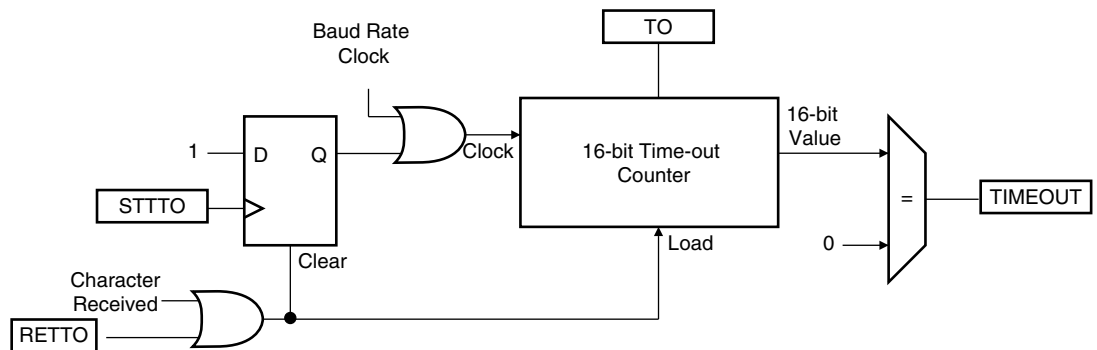 TO
Baud Rate
Clock
16-bit
Value
1
D
Q
Clock
16-bit Time-out
Counter
STTTO
=
TIMEOUT
0
Clear
Load
Character
Received
RETTO